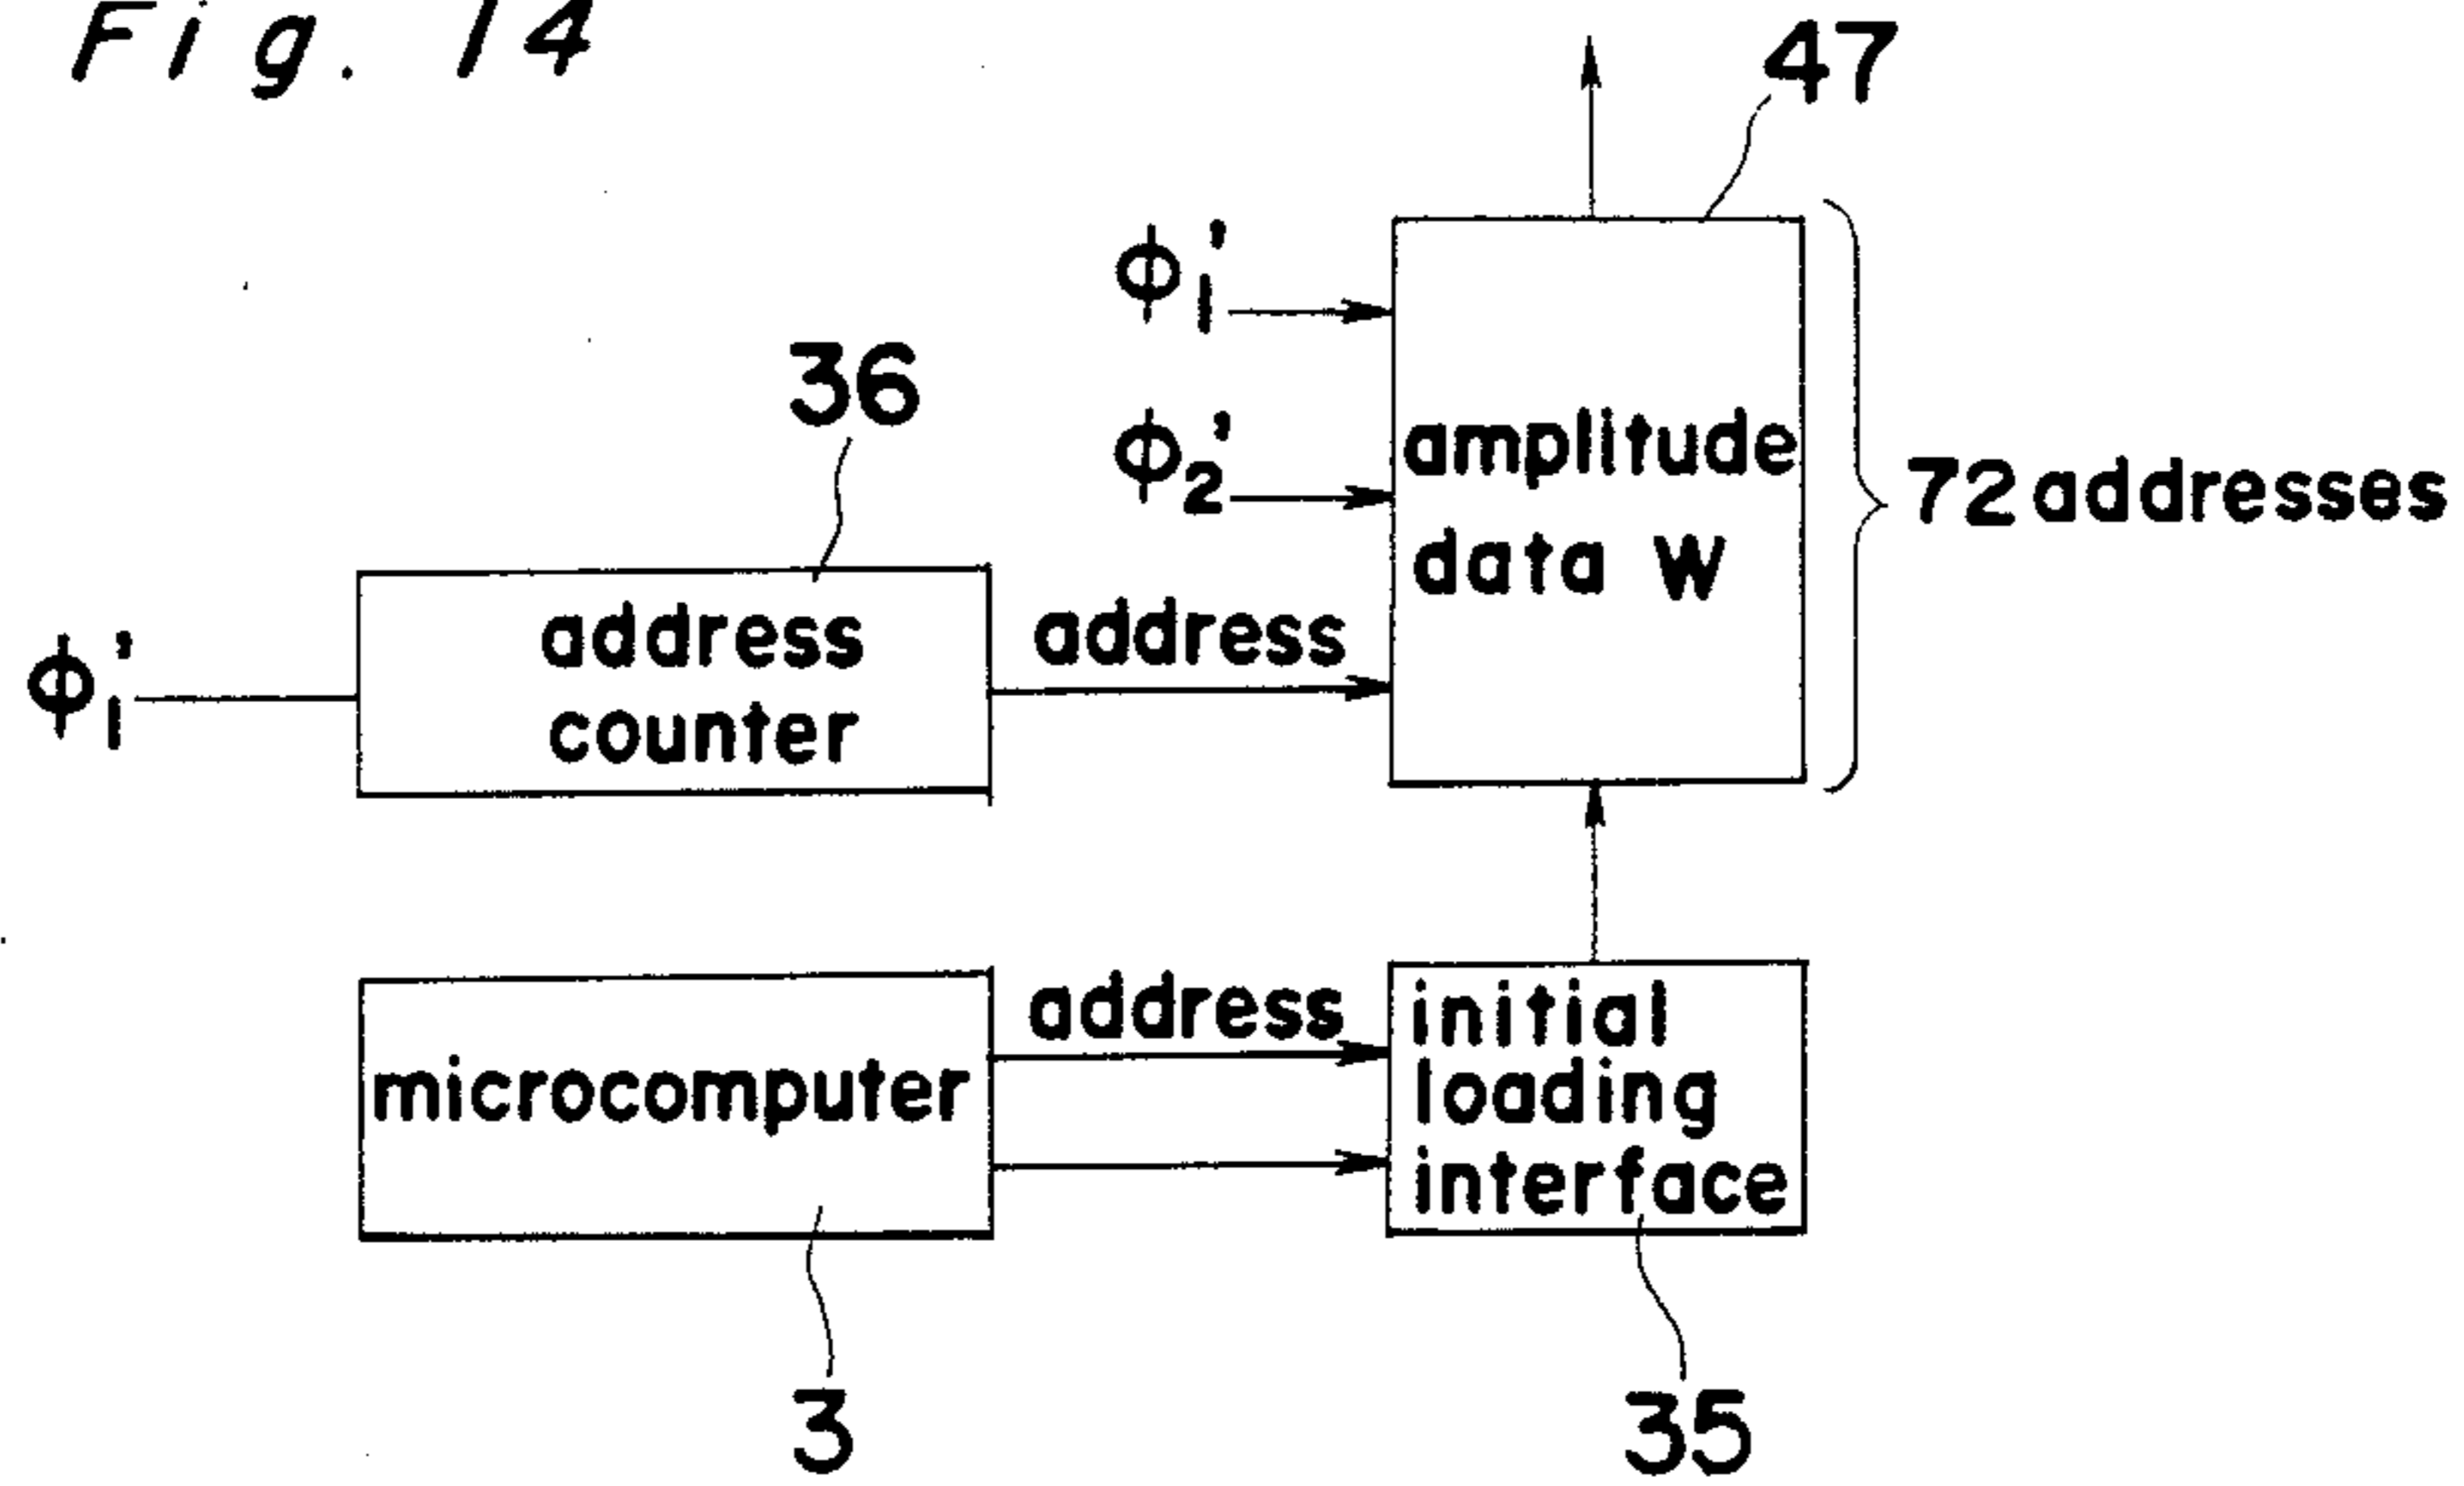 Fig. 14
47
ϕ1'
36
ϕ2'
amplitude
data W
72 addresses
address
counter
address
ϕ1'
microcomputer
address
initial
loading
interface
3
35